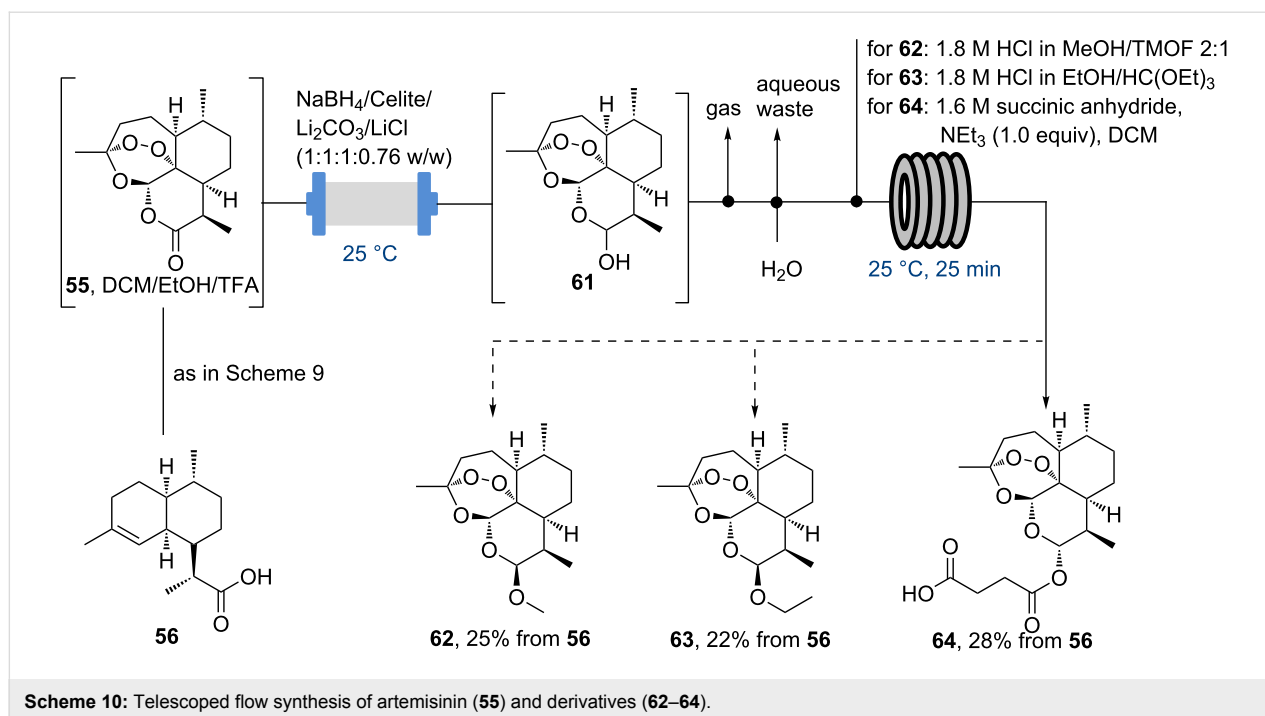 for 62: 1.8 M HCl in MeOH/TMOF 2:1
for 63: 1.8 M HCl in EtOH/HC(OEt)3
for 64: 1.6 M succinic anhydride,
NEt3 (1.0 equiv), DCM
NaBH4/Celite/
Li2CO3/LiCl
(1:1:1:0.76 w/w)
25 °C
gas
aqueous
waste
H2O
25 °C, 25 min
H
O
O
O
H
O
O
55, DCM/EtOH/TFA
H
O
O
O
H
O
OH
61
as in Scheme 9
H
H
OH
O
56
H
O
O
O
H
O
O
62, 25% from 56
H
O
O
O
H
O
O
63, 22% from 56
H
O
O
O
H
O
O
O
HO
O
64, 28% from 56
Scheme 10: Telescoped flow synthesis of artemisinin (55) and derivatives (62–64).